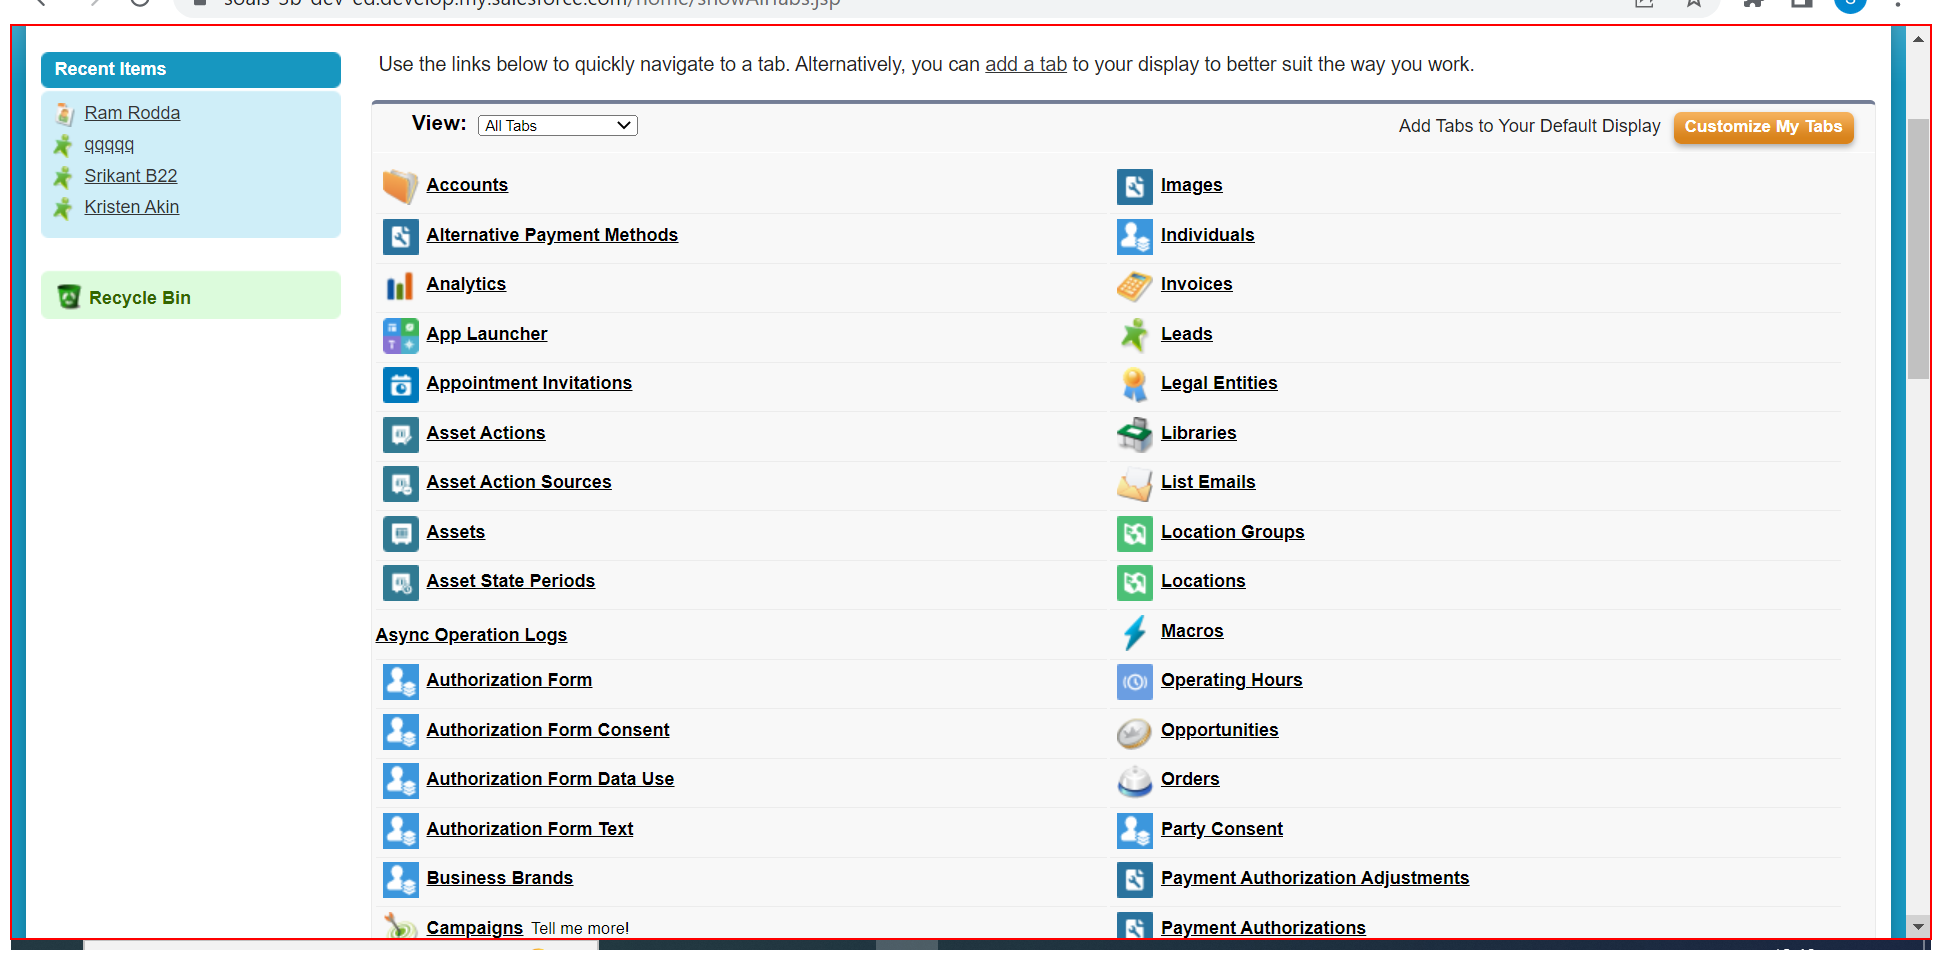 Recent Items
Ram Rodda
qqqqq
Srikant B22
Kristen Akin
Recycle Bin
Use the links below to quickly navigate to a tab. Alternatively, you can add a tab to your display to better suit the way you work.
View: All Tabs
Add Tabs to Your Default Display Customize My Tabs
Accounts
Alternative Payment Methods
Analytics
App Launcher
Appointment Invitations
Asset Actions
Asset Action Sources
Assets
Asset State Periods
Async Operation Logs
Authorization Form
Authorization Form Consent
Authorization Form Data Use
Authorization Form Text
Business Brands
Campaigns Tell me more!
Images
Individuals
Invoices
Leads
Legal Entities
Libraries
List Emails
Location Groups
Locations
Macros
Operating Hours
Opportunities
Orders
Party Consent
Payment Authorization Adjustments
Payment Authorizations